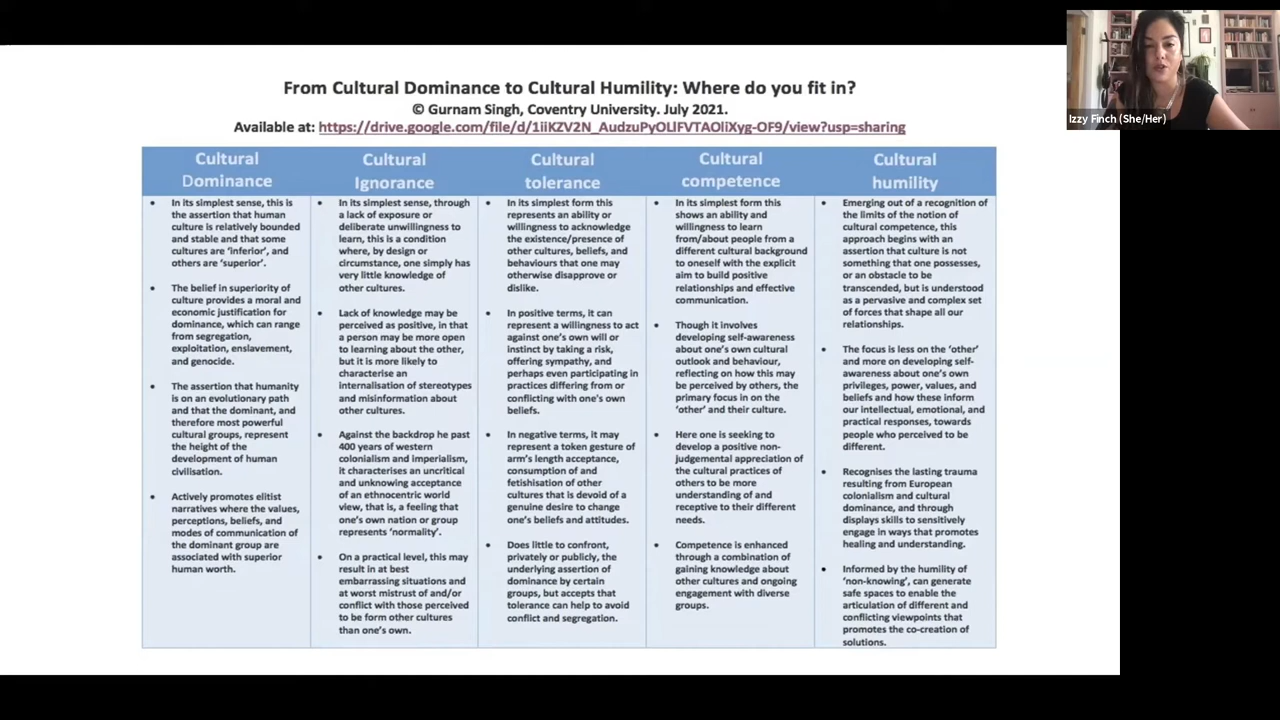 From Cultural Dominance to Cultural Humility: Where do you fit in?
© Gurnam Singh, Coventry University. July 2021.
Available at: https://drive.google.com/file/d/1iiKZV2N_AudzuPyOLlFVTAOliXyg-OF9/view?usp=sharing
Izzy Finch (She/Her)
Cultural
Dominance
• In its simplest sense, this is
the assertion that human
culture is relatively bounded
and stable and that some
cultures are ‘inferior’, and
others are ‘superior’.
• The belief in superiority of
culture provides a moral and
economic justification for
dominance, which can range
from segregation,
exploitation, enslavement,
and genocide.
• The assertion that humanity
is on an evolutionary path
and that the dominant, and
therefore most powerful
cultural groups, represent
the height of the
development of human
civilisation.
• Actively promotes elitist
narratives where the values,
perceptions, beliefs, and
modes of communication of
the dominant group are
associated with superior
human worth.
Cultural
Ignorance
• In its simplest sense, through
a lack of exposure or
deliberate unwillingness to
learn, this is a condition
where, by design or
circumstance, one simply has
very little knowledge of
other cultures.
• Lack of knowledge may be
perceived as positive, in that
a person may be more open
to learning about the other,
but it is more likely to
characterise an
internalisation of stereotypes
and misinformation about
other cultures.
• Against the backdrop he past
400 years of western
colonialism and imperialism,
it characterises an uncritical
and unknowing acceptance
of an ethnocentric world
view, that is, a feeling that
one’s own nation or group
represents ‘normality’.
• On a practical level, this may
result in at best
embarrassing situations and
at worst mistrust of and/or
conflict with those perceived
to be form other cultures
than one’s own.
Cultural
tolerance
• In its simplest form this
represents an ability or
willingness to acknowledge
the existence/presence of
other cultures, beliefs, and
behaviours that one may
otherwise disapprove or
dislike.
• In positive terms, it can
represent a willingness to act
against one’s own will or
instinct by taking a risk,
offering sympathy, and
perhaps even participating in
practices differing from or
conflicting with one's own
beliefs.
• In negative terms, it may
represent a token gesture of
arm’s length acceptance,
consumption of and
fetishisation of other
cultures that is devoid of a
genuine desire to change
one’s beliefs and attitudes.
• Does little to confront,
privately or publicly, the
underlying assertion of
dominance by certain
groups, but accepts that
tolerance can help to avoid
conflict and segregation.
Cultural
competence
• In its simplest form this
shows an ability and
willingness to learn
from/about people from a
different cultural background
to oneself with the explicit
aim to build positive
relationships and effective
communication.
• Though it involves
developing self-awareness
about one’s own cultural
outlook and behaviour,
reflecting on how this may
be perceived by others, the
primary focus in on the
‘other’ and their culture.
• Here one is seeking to
develop a positive non-
judgemental appreciation of
the cultural practices of
others to be more
understanding of and
receptive to their different
needs.
• Competence is enhanced
through a combination of
gaining knowledge about
other cultures and ongoing
engagement with diverse
groups.
Cultural
humility
• Emerging out of a recognition of
the limits of the notion of
cultural competence, this
approach begins with an
assertion that culture is not
something that one possesses,
or an obstacle to be
transcended, but is understood
as a pervasive and complex set
of forces that shape all our
relationships.
• The focus is less on the ‘other’
and more on developing self-
awareness about one’s own
privileges, power, values, and
beliefs and how these inform
our intellectual, emotional, and
practical responses, towards
people who perceived to be
different.
• Recognises the lasting trauma
resulting from European
colonialism and cultural
dominance, and through
displays skills to sensitively
engage in ways that promotes
healing and understanding.
• Informed by the humility of
‘non-knowing’, can generate
safe spaces to enable the
articulation of different and
conflicting viewpoints that
promotes the co-creation of
solutions.